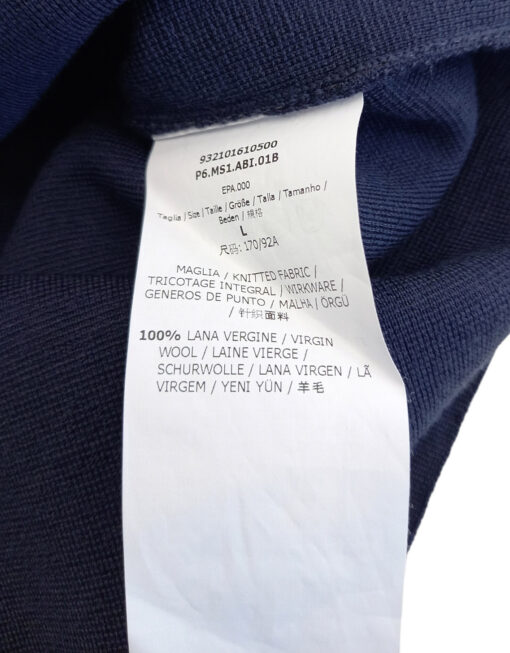 932101610500
P6.MS1.ABI.01B
EPA.000
Taglia / Size / Taille / Größe / Talla / Tamanho /
Beden / 規格
L
尺码: 170/92A
MAGLIA / KNITTED FABRIC /
TRICOTAGE INTEGRAL / WIRKWARE /
GENEROS DE PUNTO / MALHA / ÖRGÜ
/ 针织面料
100% LANA VERGINE / VIRGIN
WOOL / LAINE VIERGE /
SCHURWOLLE / LANA VIRGEN / LÃ
VIRGEM / YENI YÜN / 羊毛